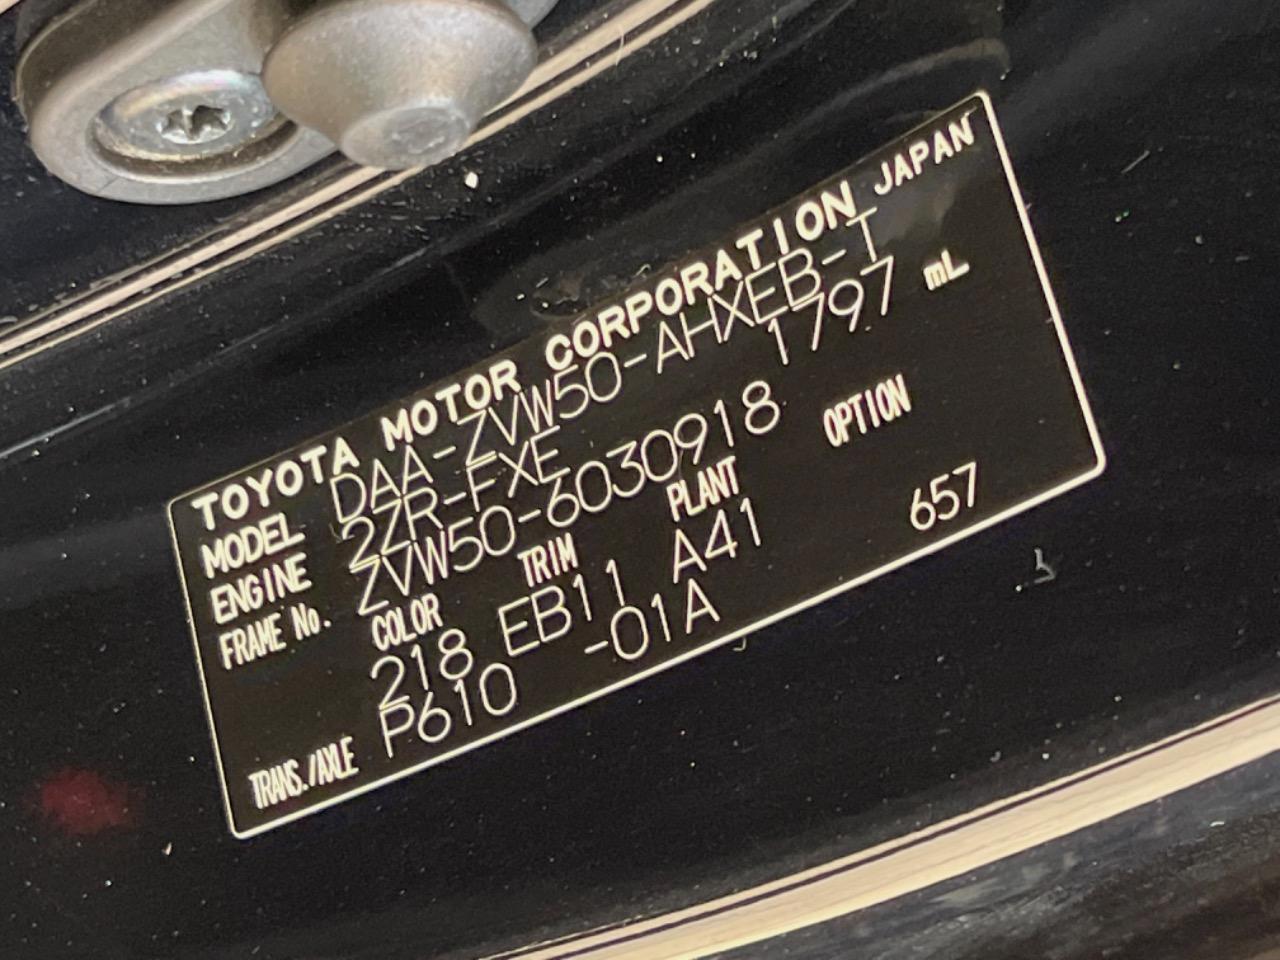 TOYOTA MOTOR CORPORATION JAPAN
MODEL DAA-ZVW50-AHXEB-T
ENGINE 2ZR-FXE 1797 mL
FRAME No. ZVW50-6030918
COLOR TRIM PLANT OPTION
218 EB11 A41 657
TRANS./AXLE P610 -01A